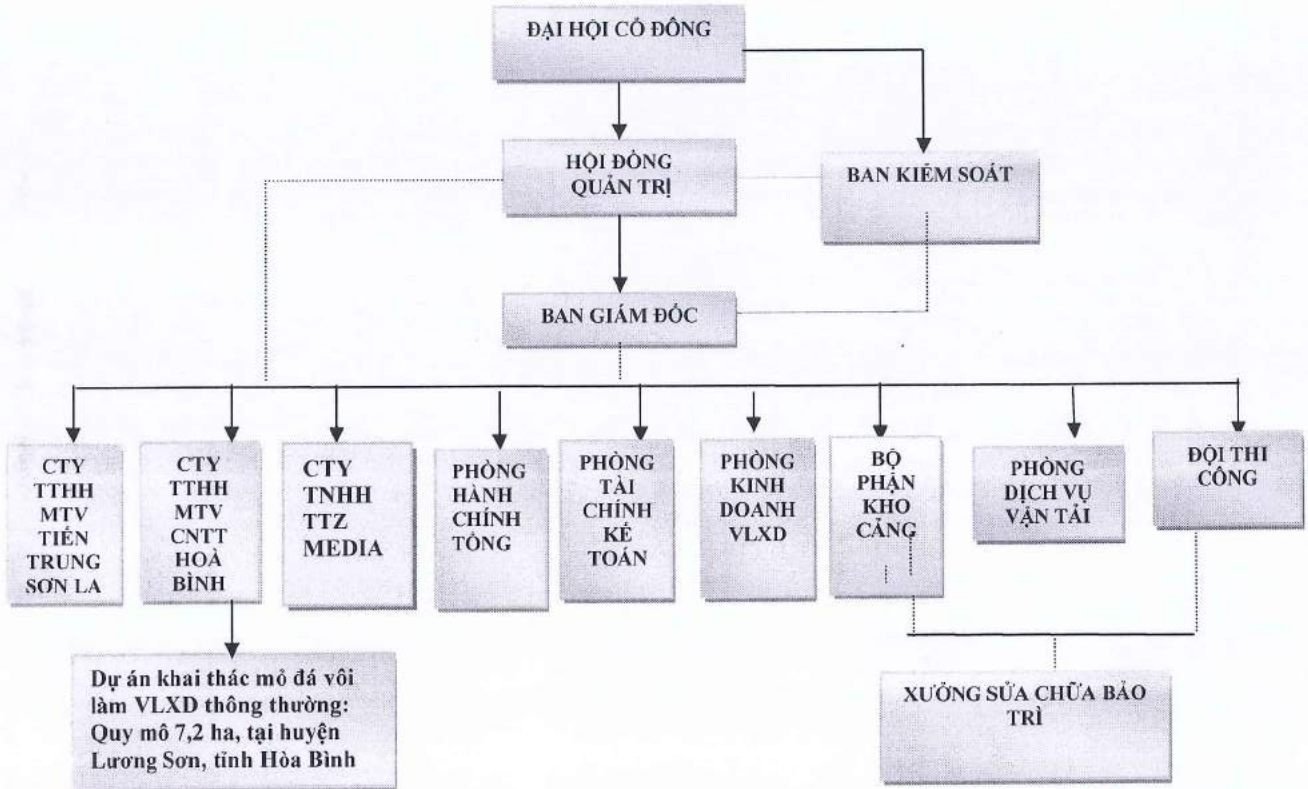 ĐẠI HỘI CỔ ĐÔNG
HỘI ĐỒNG
QUẢN TRỊ
BAN KIỂM SOÁT
BAN GIÁM ĐỐC
CTY
TTHH
MTV
TIẾN
TRUNG
SƠN LA
CTY
TTHH
MTV
CNTT
HOÀ
BÌNH
CTY
TNHH
TTZ
MEDIA
PHÒNG
HÀNH
CHÍNH
TỔNG
PHÒNG
TÀI
CHÍNH
KẾ
TOÁN
PHÒNG
KINH
DOANH
VLXD
BỘ
PHẬN
KHO
CẢNG
PHÒNG
DỊCH VỤ
VẬN TẢI
ĐỘI THI
CÔNG
Dự án khai thác mỏ đá vôi
làm VLXD thông thường:
Quy mô 7,2 ha, tại huyện
Lương Sơn, tỉnh Hòa Bình
XƯỞNG SỬA CHỮA BẢO
TRÌ